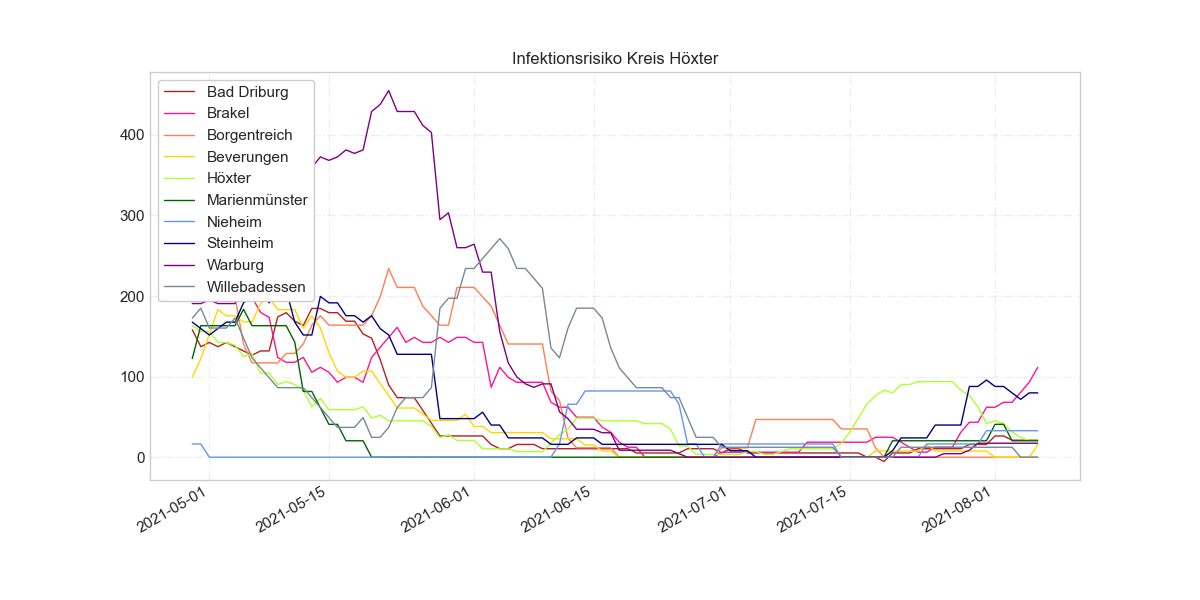 Infektionsrisiko Kreis Höxter
Bad Driburg
Brakel
Borgentreich
Beverungen
Höxter
Marienmünster
Nieheim
Steinheim
Warburg
Willebadessen
400
300
200
100
0
2021-05-01
2021-05-15
2021-06-01
2021-06-15
2021-07-01
2021-07-15
2021-08-01